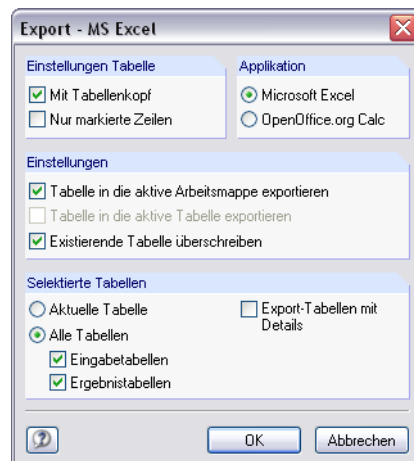 Export - MS Excel
Einstellungen Tabelle
Mit Tabellenkopf
Nur markierte Zeilen
Applikation
Microsoft Excel
OpenOffice.org Calc
Einstellungen
Tabelle in die aktive Arbeitsmappe exportieren
Tabelle in die aktive Tabelle exportieren
Existierende Tabelle überschreiben
Selektierte Tabellen
Aktuelle Tabelle
Alle Tabellen
Eingabetabellen
Ergebnistabellen
Export-Tabellen mit
Details
OK
Abbrechen